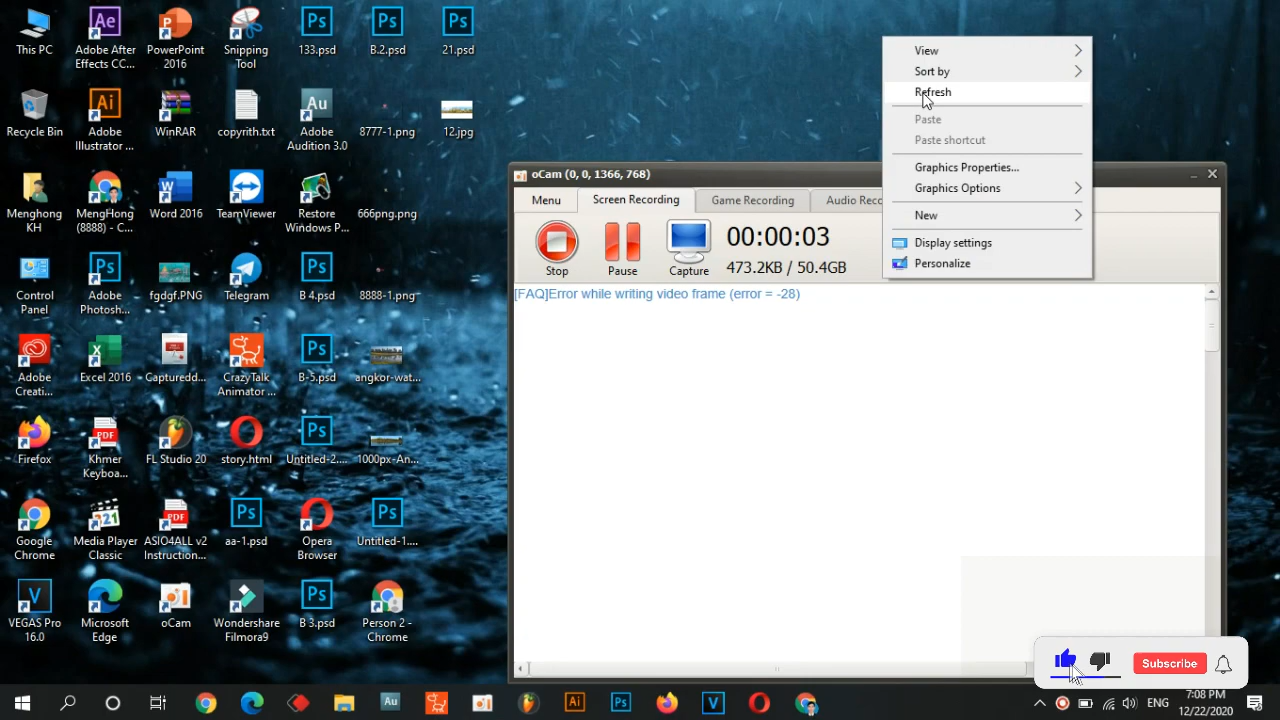 This PC
Adobe After
Effects CC...
PowerPoint
2016
Snipping
Tool
133.psd
B.2.psd
21.psd
Recycle Bin
Adobe
Illustrator ...
WinRAR
copyrith.txt
Adobe
Audition 3.0
8777-1.png
12.jpg
Menghong
KH
MengHong
(8888) - C...
Word 2016
TeamViewer
Restore
Windows P...
666png.png
Control
Panel
Adobe
Photosh...
fgdgf.PNG
Telegram
B 4.psd
8888-1.png
Adobe
Creati...
Excel 2016
Capturedd...
CrazyTalk
Animator ...
B-5.psd
angkor-wat...
Firefox
Khmer
Keyboa...
FL Studio 20
story.html
Untitled-2....
1000px-An...
Google
Chrome
Media Player
Classic
ASIO4ALL v2
Instruction...
aa-1.psd
Opera
Browser
Untitled-1....
VEGAS Pro
16.0
Microsoft
Edge
oCam
Wondershare
Filmora9
B 3.psd
Person 2 -
Chrome
View
Sort by
Refresh
Paste
Paste shortcut
Graphics Properties...
Graphics Options
New
Display settings
Personalize
oCam (0, 0, 1366, 768)
Menu
Screen Recording
Game Recording
Audio Reco
Stop
Pause
Capture
00:00:03
473.2KB / 50.4GB
[FAQ]Error while writing video frame (error = -28)
Subscribe
ENG
7:08 PM
12/22/2020